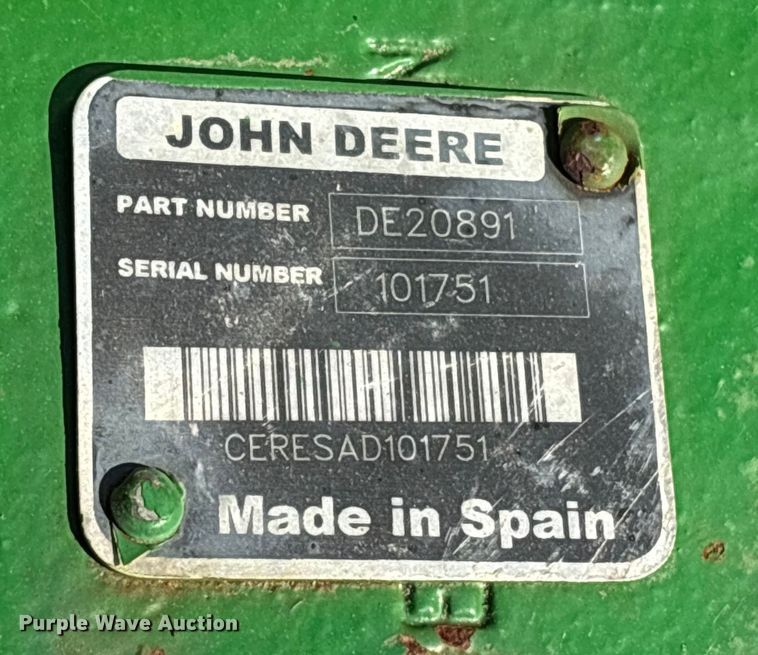 JOHN DEERE
PART NUMBER DE20891
SERIAL NUMBER 101751
CERESAD101751
Made in Spain
Purple Wave Auction